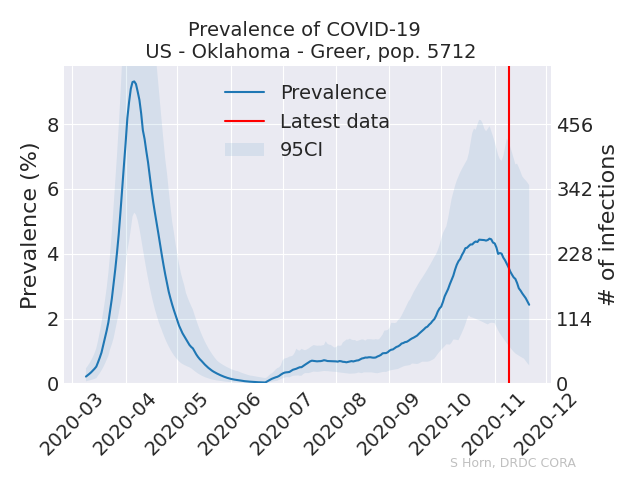 Prevalence of COVID-19
US - Oklahoma - Greer, pop. 5712
Prevalence
Latest data
95CI
Prevalence (%)
8
6
4
2
0
456
342
228
114
0
# of infections
2020-03
2020-04
2020-05
2020-06
2020-07
2020-08
2020-09
2020-10
2020-11
2020-12
S Horn, DRDC CORA